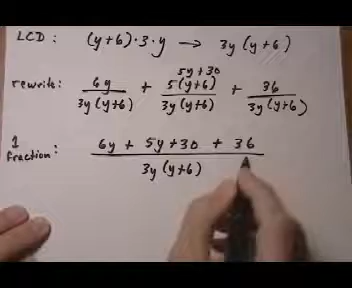 LCD: (y+6)·3·y → 3y(y+6)
5y+30
rewrite: 6y/3y(y+6) + 5(y+6)/3y(y+6) + 36/3y(y+6)
1 fraction: 6y + 5y+30 + 36/3y(y+6)